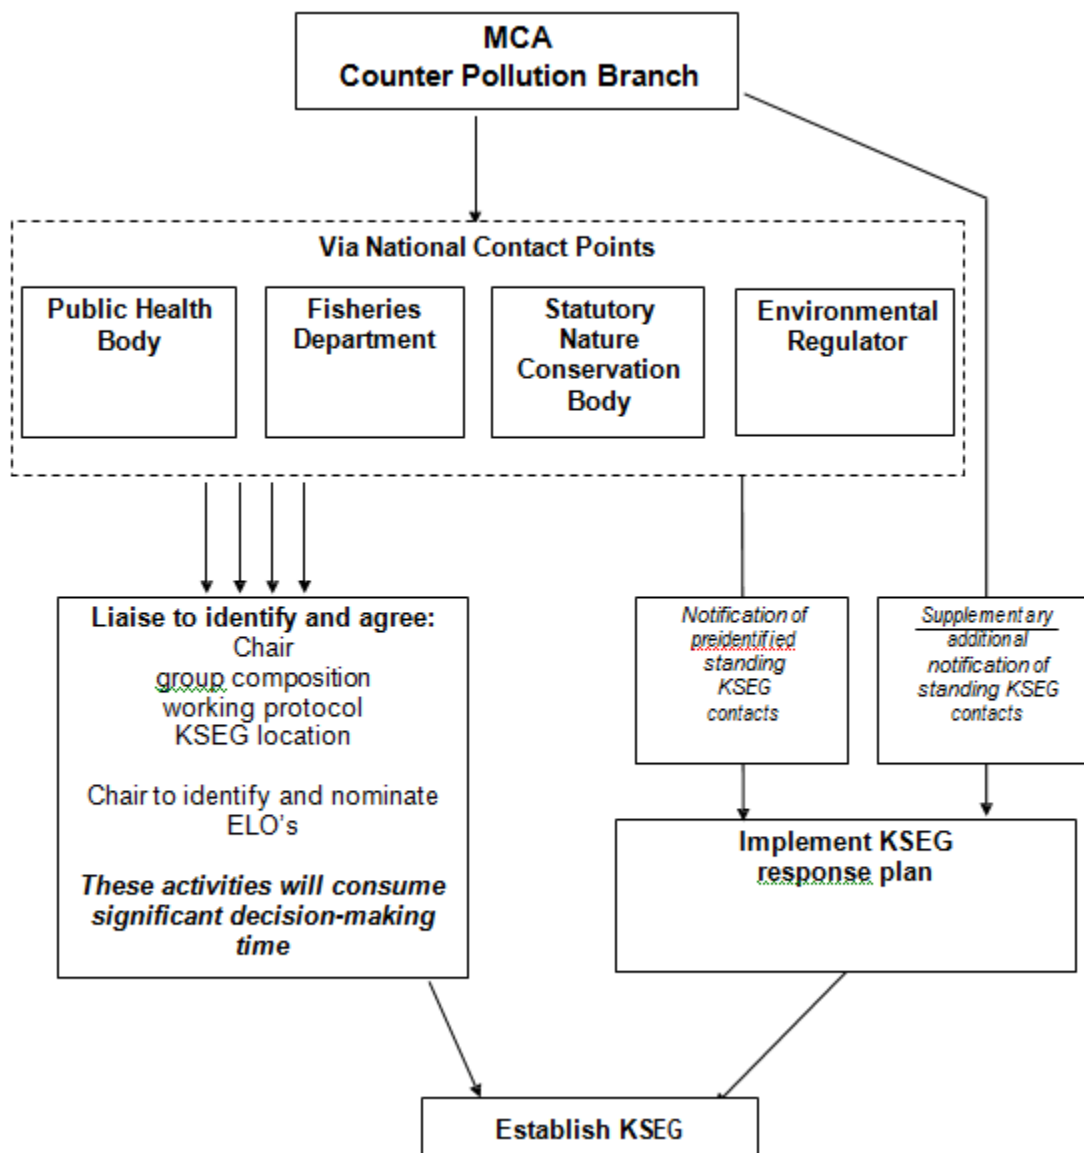 MCA
Counter Pollution Branch
Via National Contact Points
Public Health
Body
Fisheries
Department
Statutory
Nature
Conservation
Body
Environmental
Regulator
Liaise to identify and agree:
Chair
group composition
working protocol
KSEG location
Chair to identify and nominate
ELO's
These activities will consume
significant decision-making
time
Notification of
preidentified
standing
KSEG
contacts
Supplementary
additional
notification of
standing KSEG
contacts
Implement KSEG
response plan
Establish KSEG